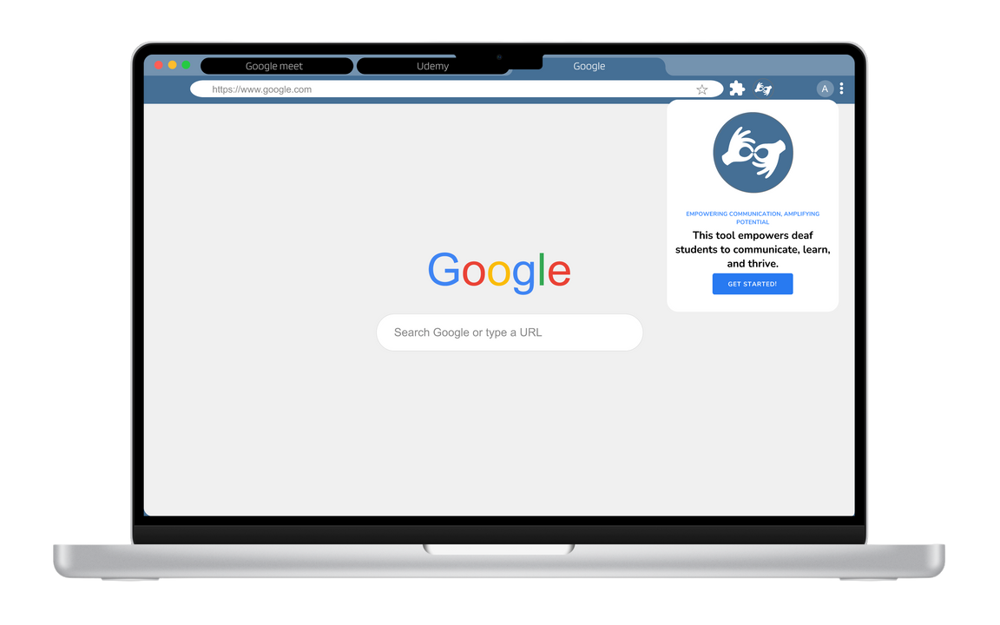 Google meet
Udemy
Google
https://www.google.com
A
EMPOWERING COMMUNICATION, AMPLIFYING
POTENTIAL
This tool empowers deaf
students to communicate, learn,
and thrive.
GET STARTED!
Google
Search Google or type a URL